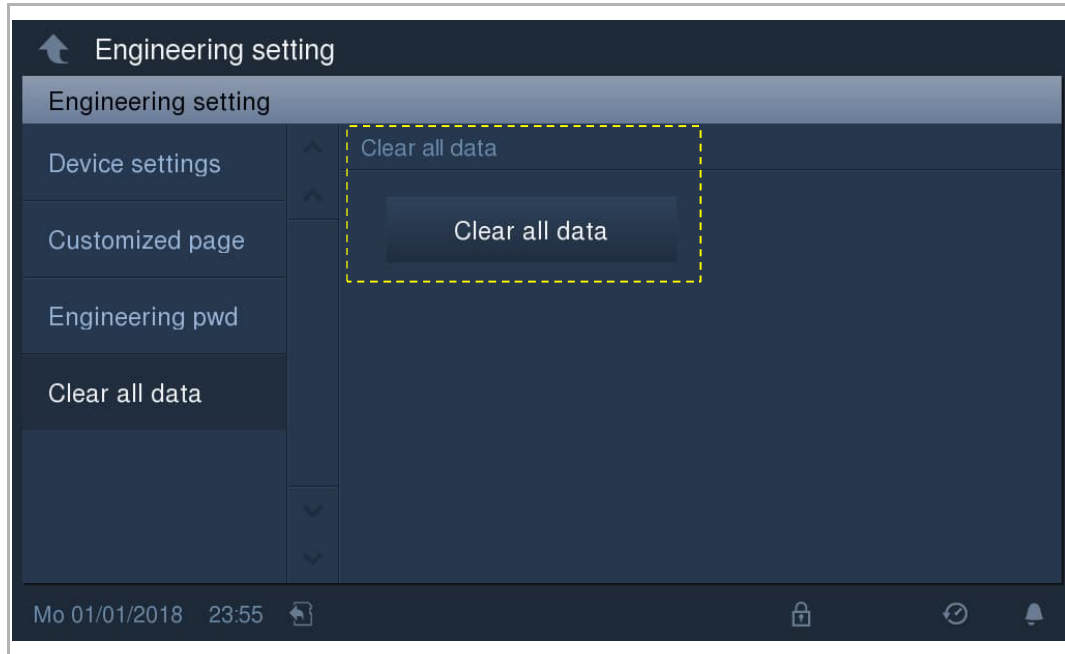 Engineering setting
Engineering setting
Device settings
Customized page
Engineering pwd
Clear all data
Clear all data
Clear all data
Mo 01/01/2018 23:55